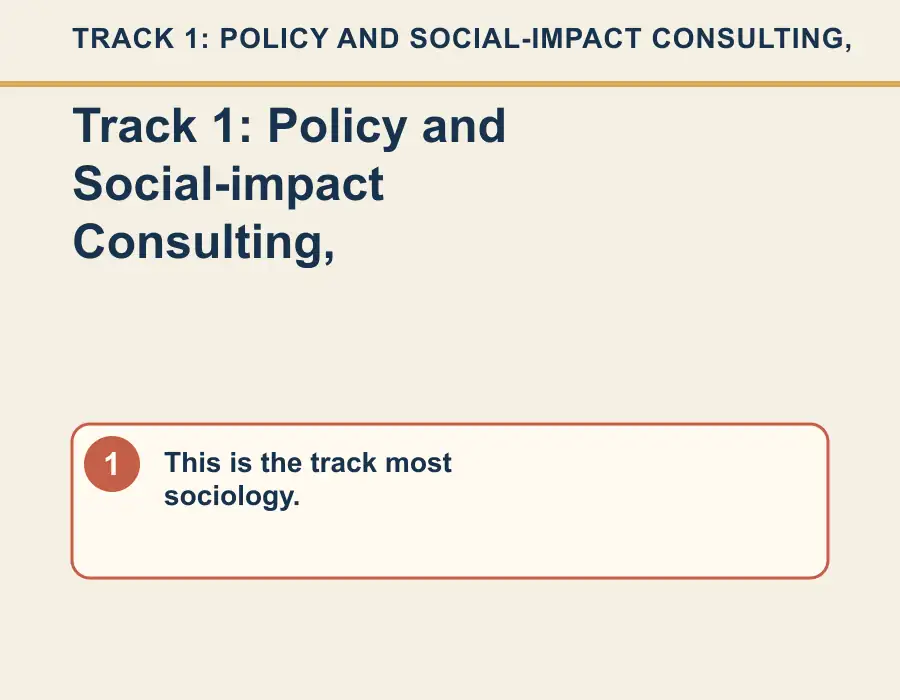 TRACK 1: POLICY AND SOCIAL-IMPACT CONSULTING,
Track 1: Policy and
Social-impact
Consulting,
1
This is the track most
sociology.